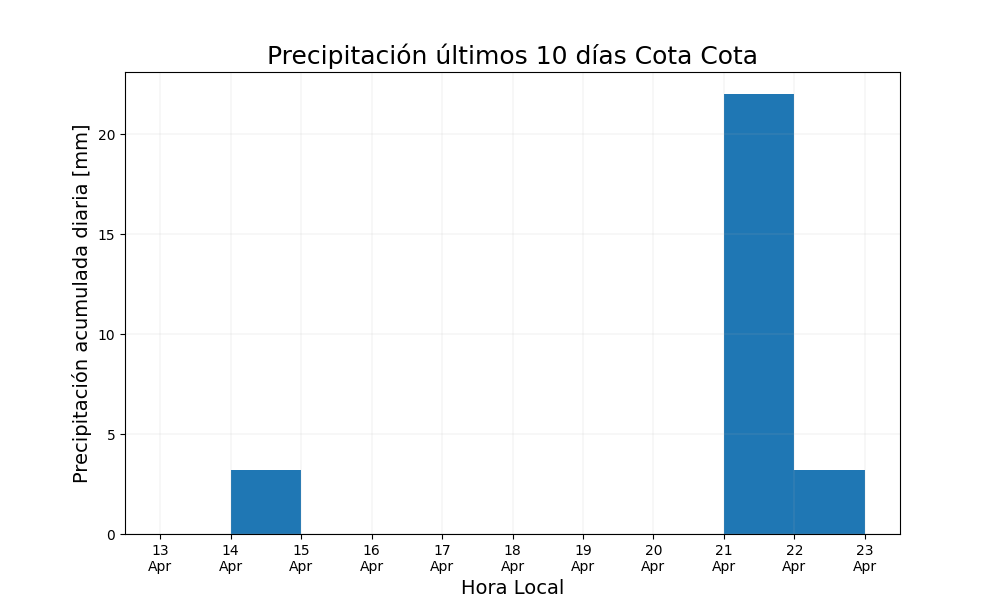 Precipitación últimos 10 días Cota Cota
Precipitación acumulada diaria [mm]
20
15
10
5
0
13 14 15 16 17 18 19 20 21 22 23
Apr Apr Apr Apr Apr Apr Apr Apr Apr Apr Apr
Hora Local